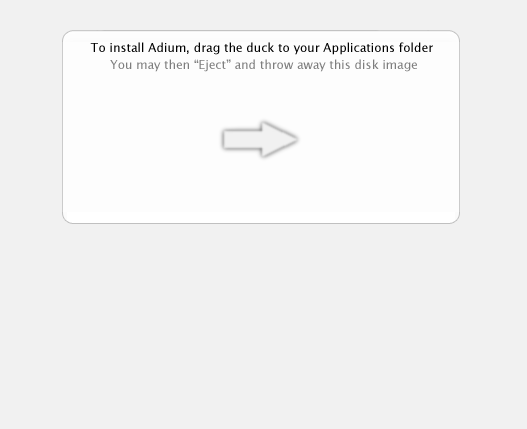 To install Adium, drag the duck to your Applications folder
You may then “Eject” and throw away this disk image